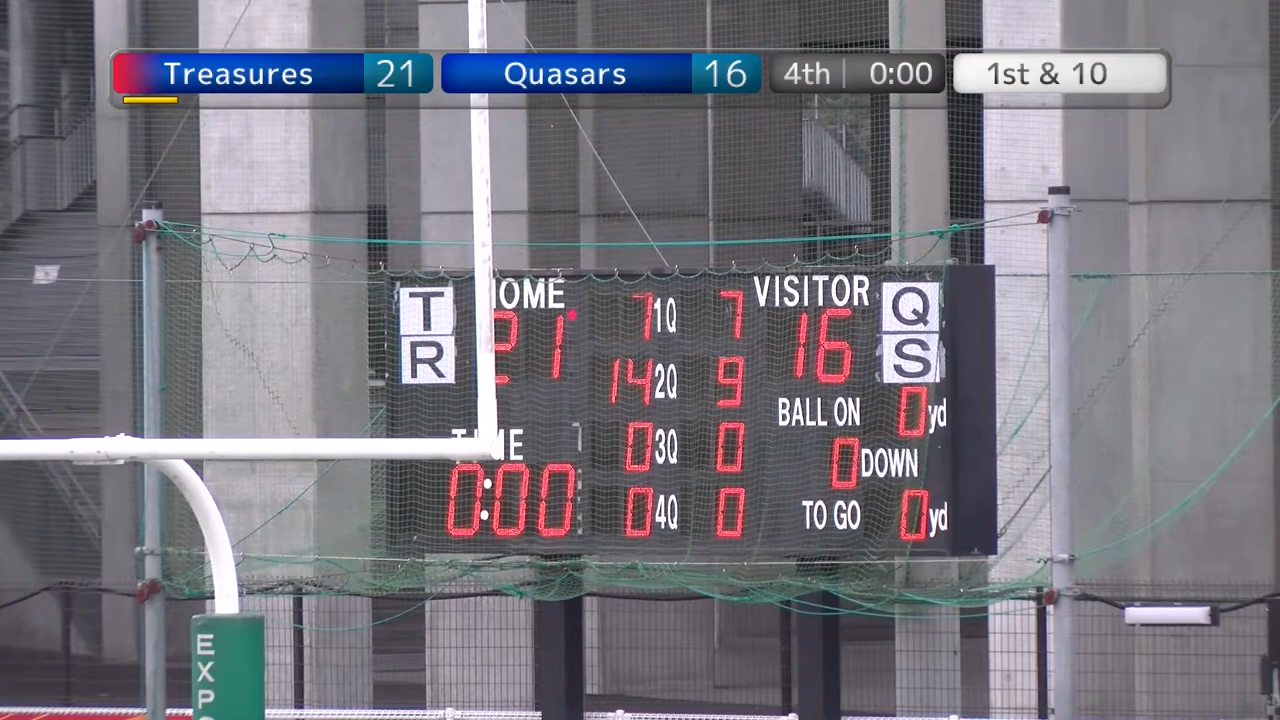 Treasures 21 Quasars 16 4th 0:00 1st & 10
T HOME 7 1Q 7 VISITOR Q
R 21 16 S
14 2Q 9 BALL ON 0 yd
TIME 0 3Q 0 0 DOWN
0:00 0 4Q 0 TO GO 0 yd
EXP